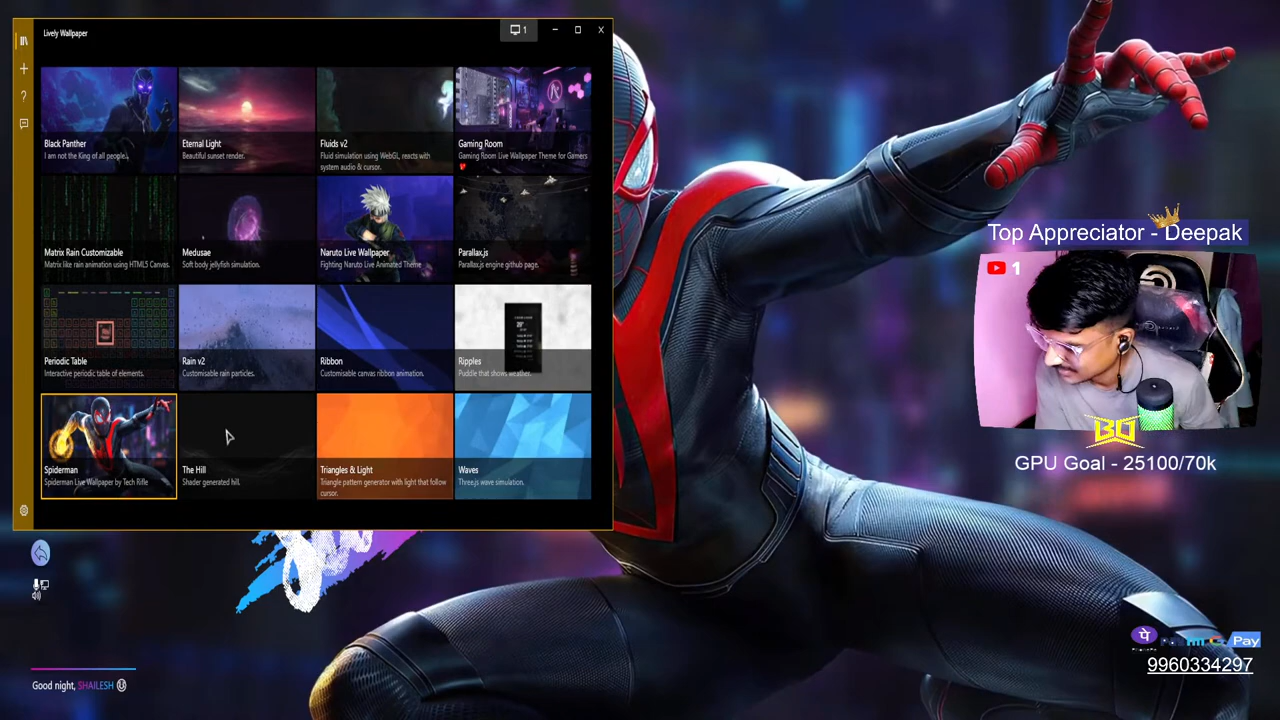 Lively Wallpaper
1
Black Panther
I am not the King of all people.
Eternal Light
Beautiful sunset render.
Fluids v2
Fluid simulation using WebGL, reacts with
system audio & cursor.
Gaming Room
Gaming Room Live Wallpaper Theme for Gamers
Matrix Rain Customizable
Matrix like rain animation using HTML5 Canvas.
Medusae
Soft body jellyfish simulation.
Naruto Live Wallpaper
Fighting Naruto Live Animated Theme
Parallax.js
Parallax.js engine github page.
Periodic Table
Interactive periodic table of elements.
Rain v2
Customisable rain particles.
Ribbon
Customisable canvas ribbon animation.
Ripples
Puddle that shows weather.
Spiderman
Spiderman Live Wallpaper by Tech Rifle
The Hill
Shader generated hill.
Triangles & Light
Triangle pattern generator with light that follow
cursor.
Waves
Three.js wave simulation.
Top Appreciator - Deepak
1
GPU Goal - 25100/70k
पे
Pay
9960334297
Good night, SHAILESH